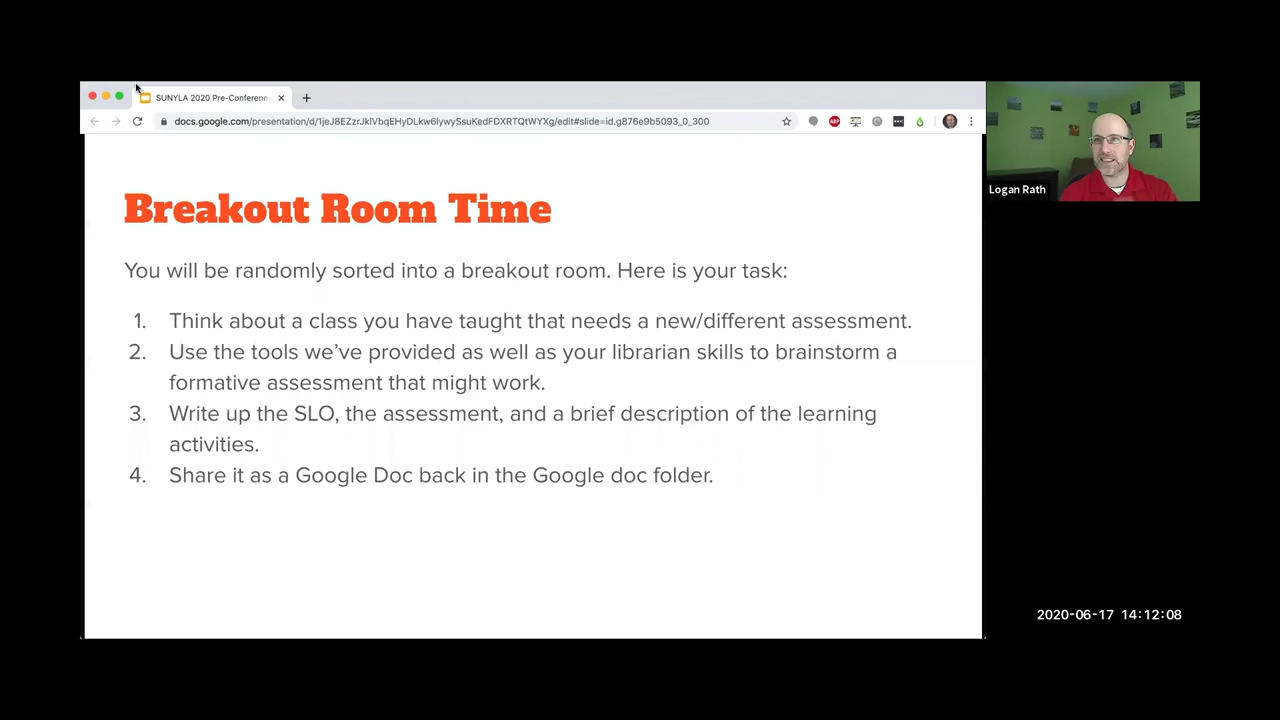 SUNYLA 2020 Pre-Conference
docs.google.com/presentation/d/1jeJ8EZzrJklVbqEHyDLkw6lywySsuKedFDXRTQtWYXg/edit#slide=id.g876e9b5093_0_300
ABP
Logan Rath
Breakout Room Time
You will be randomly sorted into a breakout room. Here is your task:
1. Think about a class you have taught that needs a new/different assessment.
2. Use the tools we’ve provided as well as your librarian skills to brainstorm a
formative assessment that might work.
3. Write up the SLO, the assessment, and a brief description of the learning
activities.
4. Share it as a Google Doc back in the Google doc folder.
2020-06-17 14:12:08